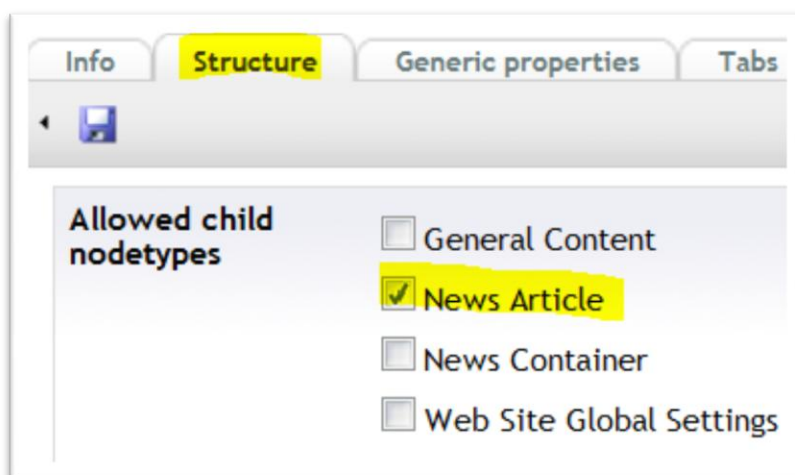 Info Structure Generic properties Tabs
Allowed child
nodetypes
General Content
News Article
News Container
Web Site Global Settings